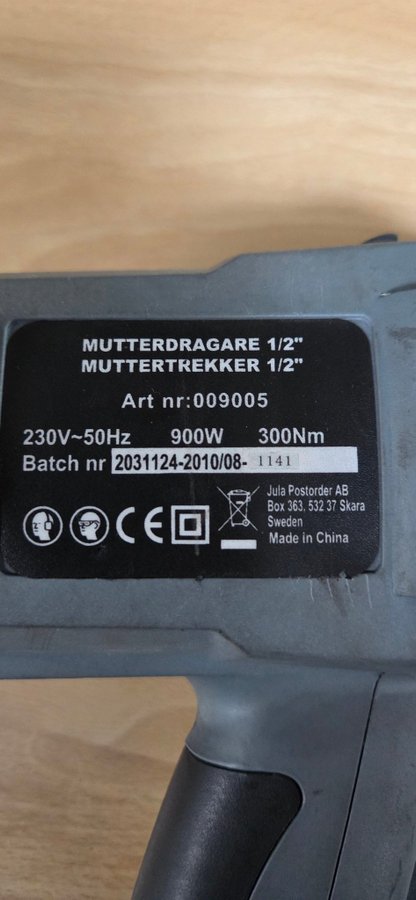 MUTTERDRAGARE 1/2"
MUTTERTREKKER 1/2"
Art nr:009005
230V~50Hz 900W 300Nm
Batch nr 2031124-2010/08- 1141
CE
Jula Postorder AB
Box 363, 532 37 Skara
Sweden
Made in China